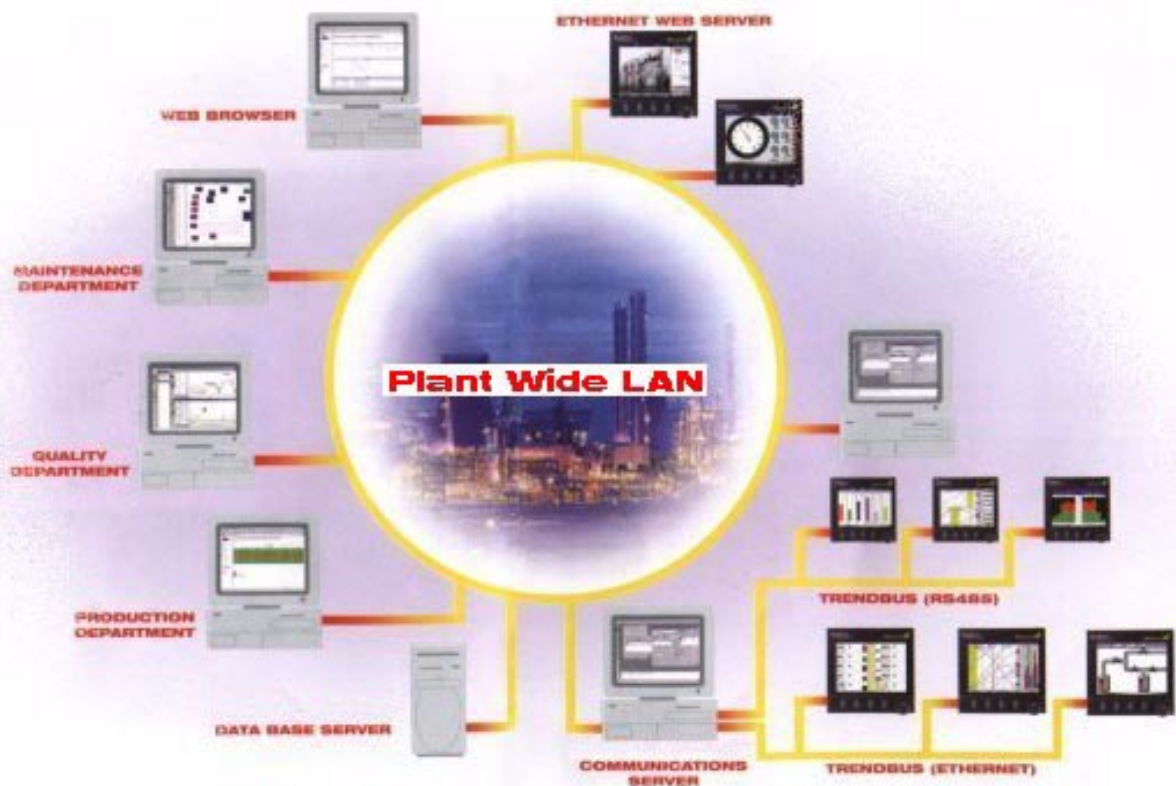 ETHERNET WEB SERVER
WEB BROWSER
MAINTENANCE
DEPARTMENT
Plant Wide LAN
QUALITY
DEPARTMENT
TRENDBUS (RS485)
PRODUCTION
DEPARTMENT
DATA BASE SERVER
COMMUNICATIONS
SERVER
TRENDBUS (ETHERNET)